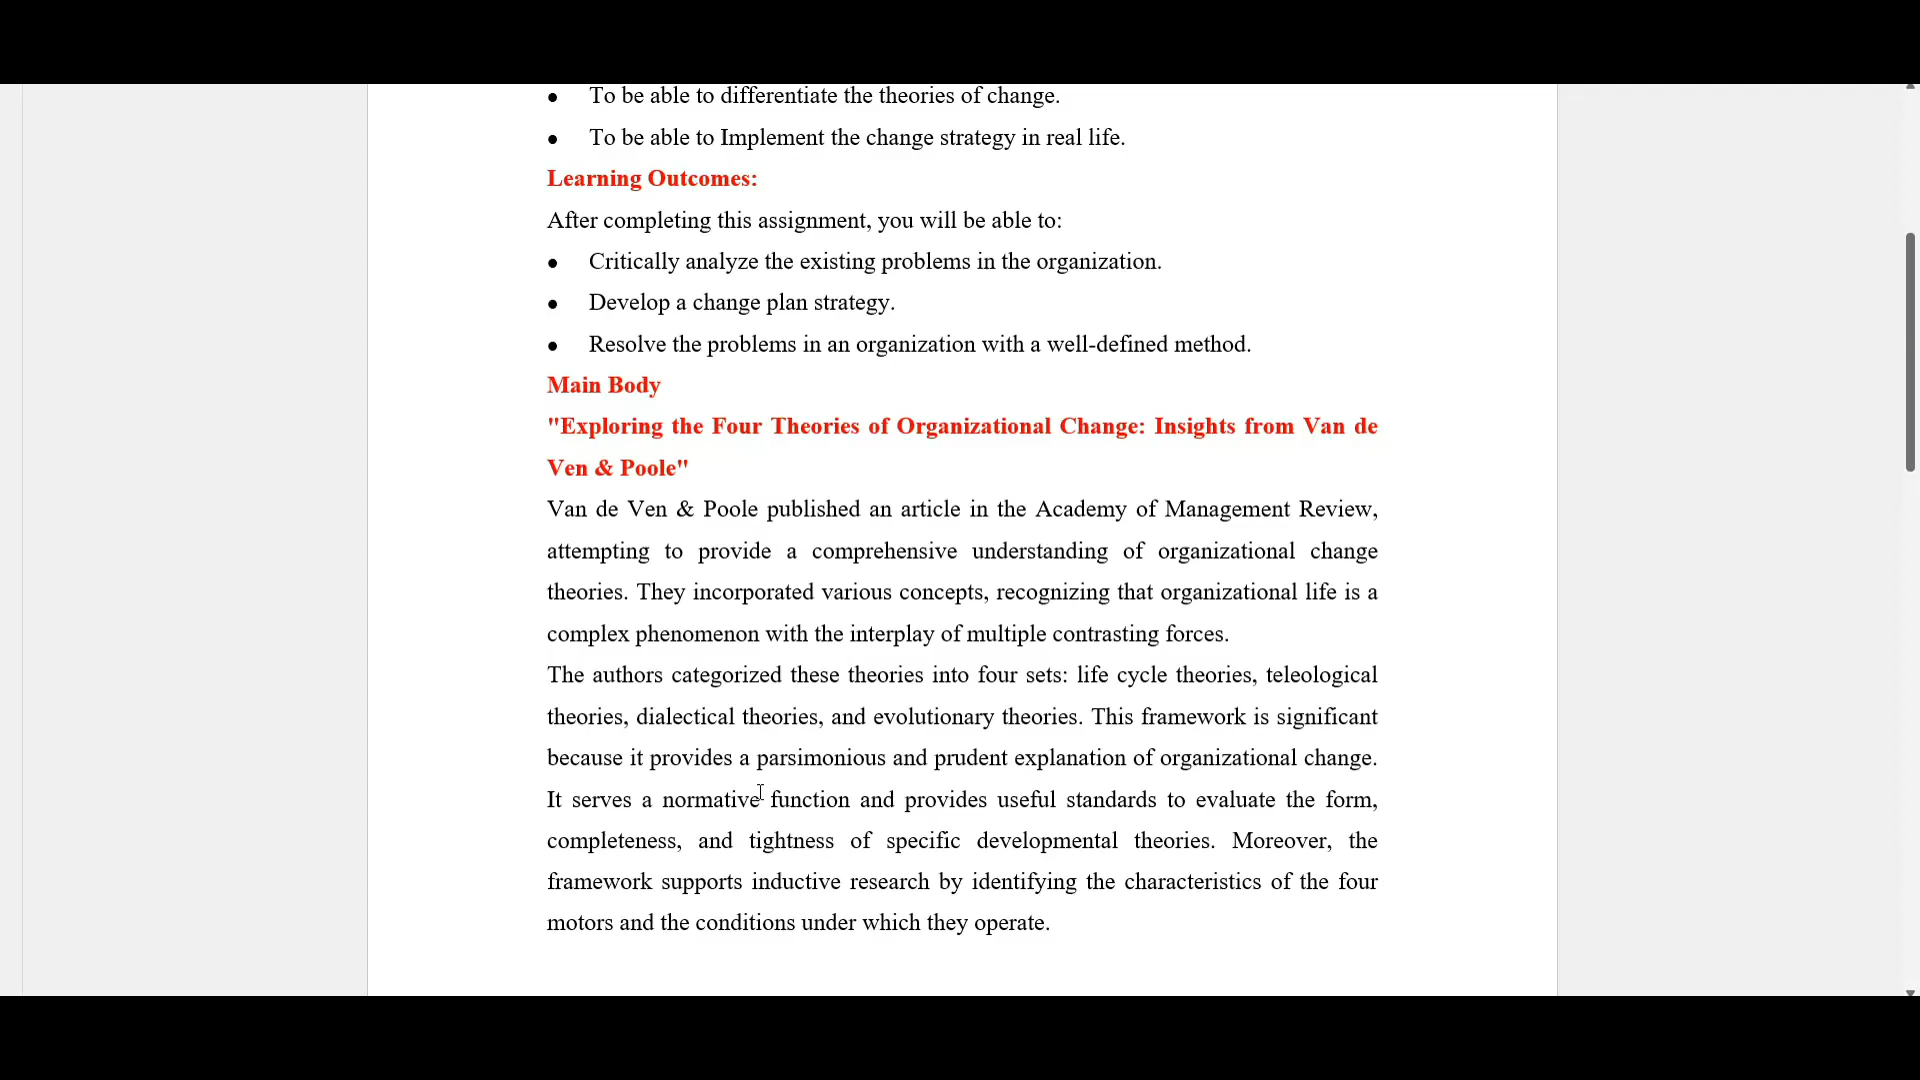 ● To be able to differentiate the theories of change.
● To be able to Implement the change strategy in real life.
Learning Outcomes:
After completing this assignment, you will be able to:
● Critically analyze the existing problems in the organization.
● Develop a change plan strategy.
● Resolve the problems in an organization with a well-defined method.
Main Body
"Exploring the Four Theories of Organizational Change: Insights from Van de
Ven & Poole"
Van de Ven & Poole published an article in the Academy of Management Review,
attempting to provide a comprehensive understanding of organizational change
theories. They incorporated various concepts, recognizing that organizational life is a
complex phenomenon with the interplay of multiple contrasting forces.
The authors categorized these theories into four sets: life cycle theories, teleological
theories, dialectical theories, and evolutionary theories. This framework is significant
because it provides a parsimonious and prudent explanation of organizational change.
It serves a normative function and provides useful standards to evaluate the form,
completeness, and tightness of specific developmental theories. Moreover, the
framework supports inductive research by identifying the characteristics of the four
motors and the conditions under which they operate.